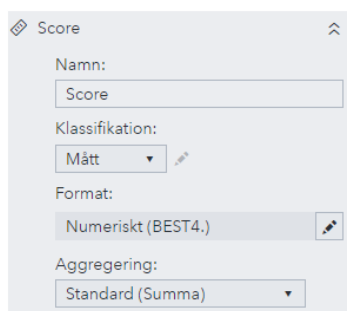 Score
Namn:
Score
Klassifikation:
Mått
Format:
Numeriskt (BEST4.)
Aggregering:
Standard (Summa)